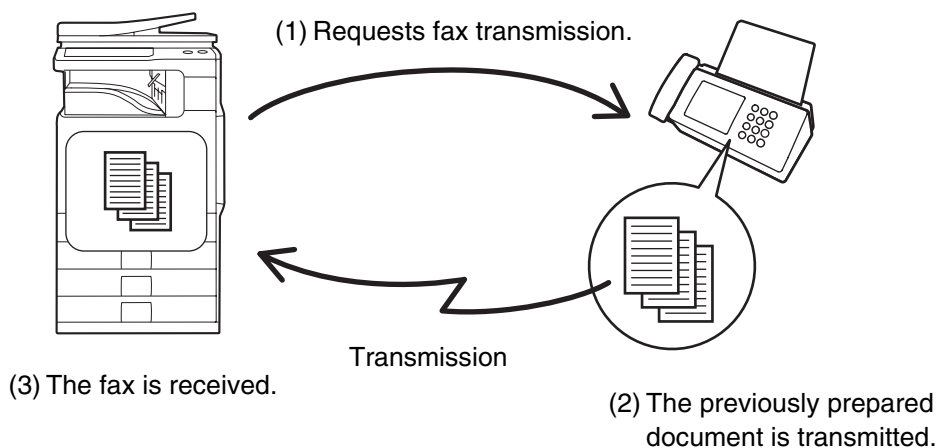 (1) Requests fax transmission.
Transmission
(3) The fax is received.
(2) The previously prepared
document is transmitted.